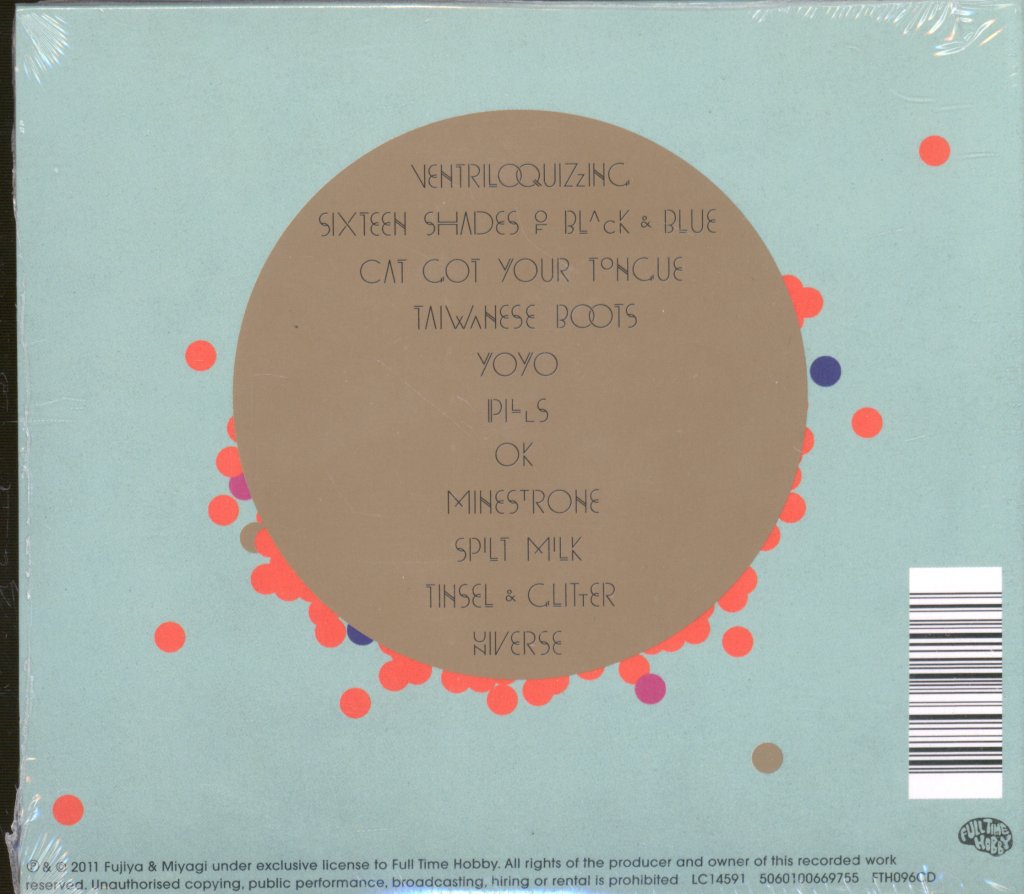 VENTRILOQUIZZING
SIXTEEN SHADES OF BLACK & BLUE
CAT GOT YOUR TONGUE
TAIWANESE BOOTS
YOYO
PILLS
OK
MINESTRONE
SPILT MILK
TINSEL & GLITTER
UNIVERSE
FULL TIME
HOBBY
℗ & © 2011 Fujiya & Miyagi under exclusive license to Full Time Hobby. All rights of the producer and owner of this recorded work
reserved. Unauthorised copying, public performance, broadcasting, hiring or rental is prohibited LC14591 5060100669755 FTH096CD